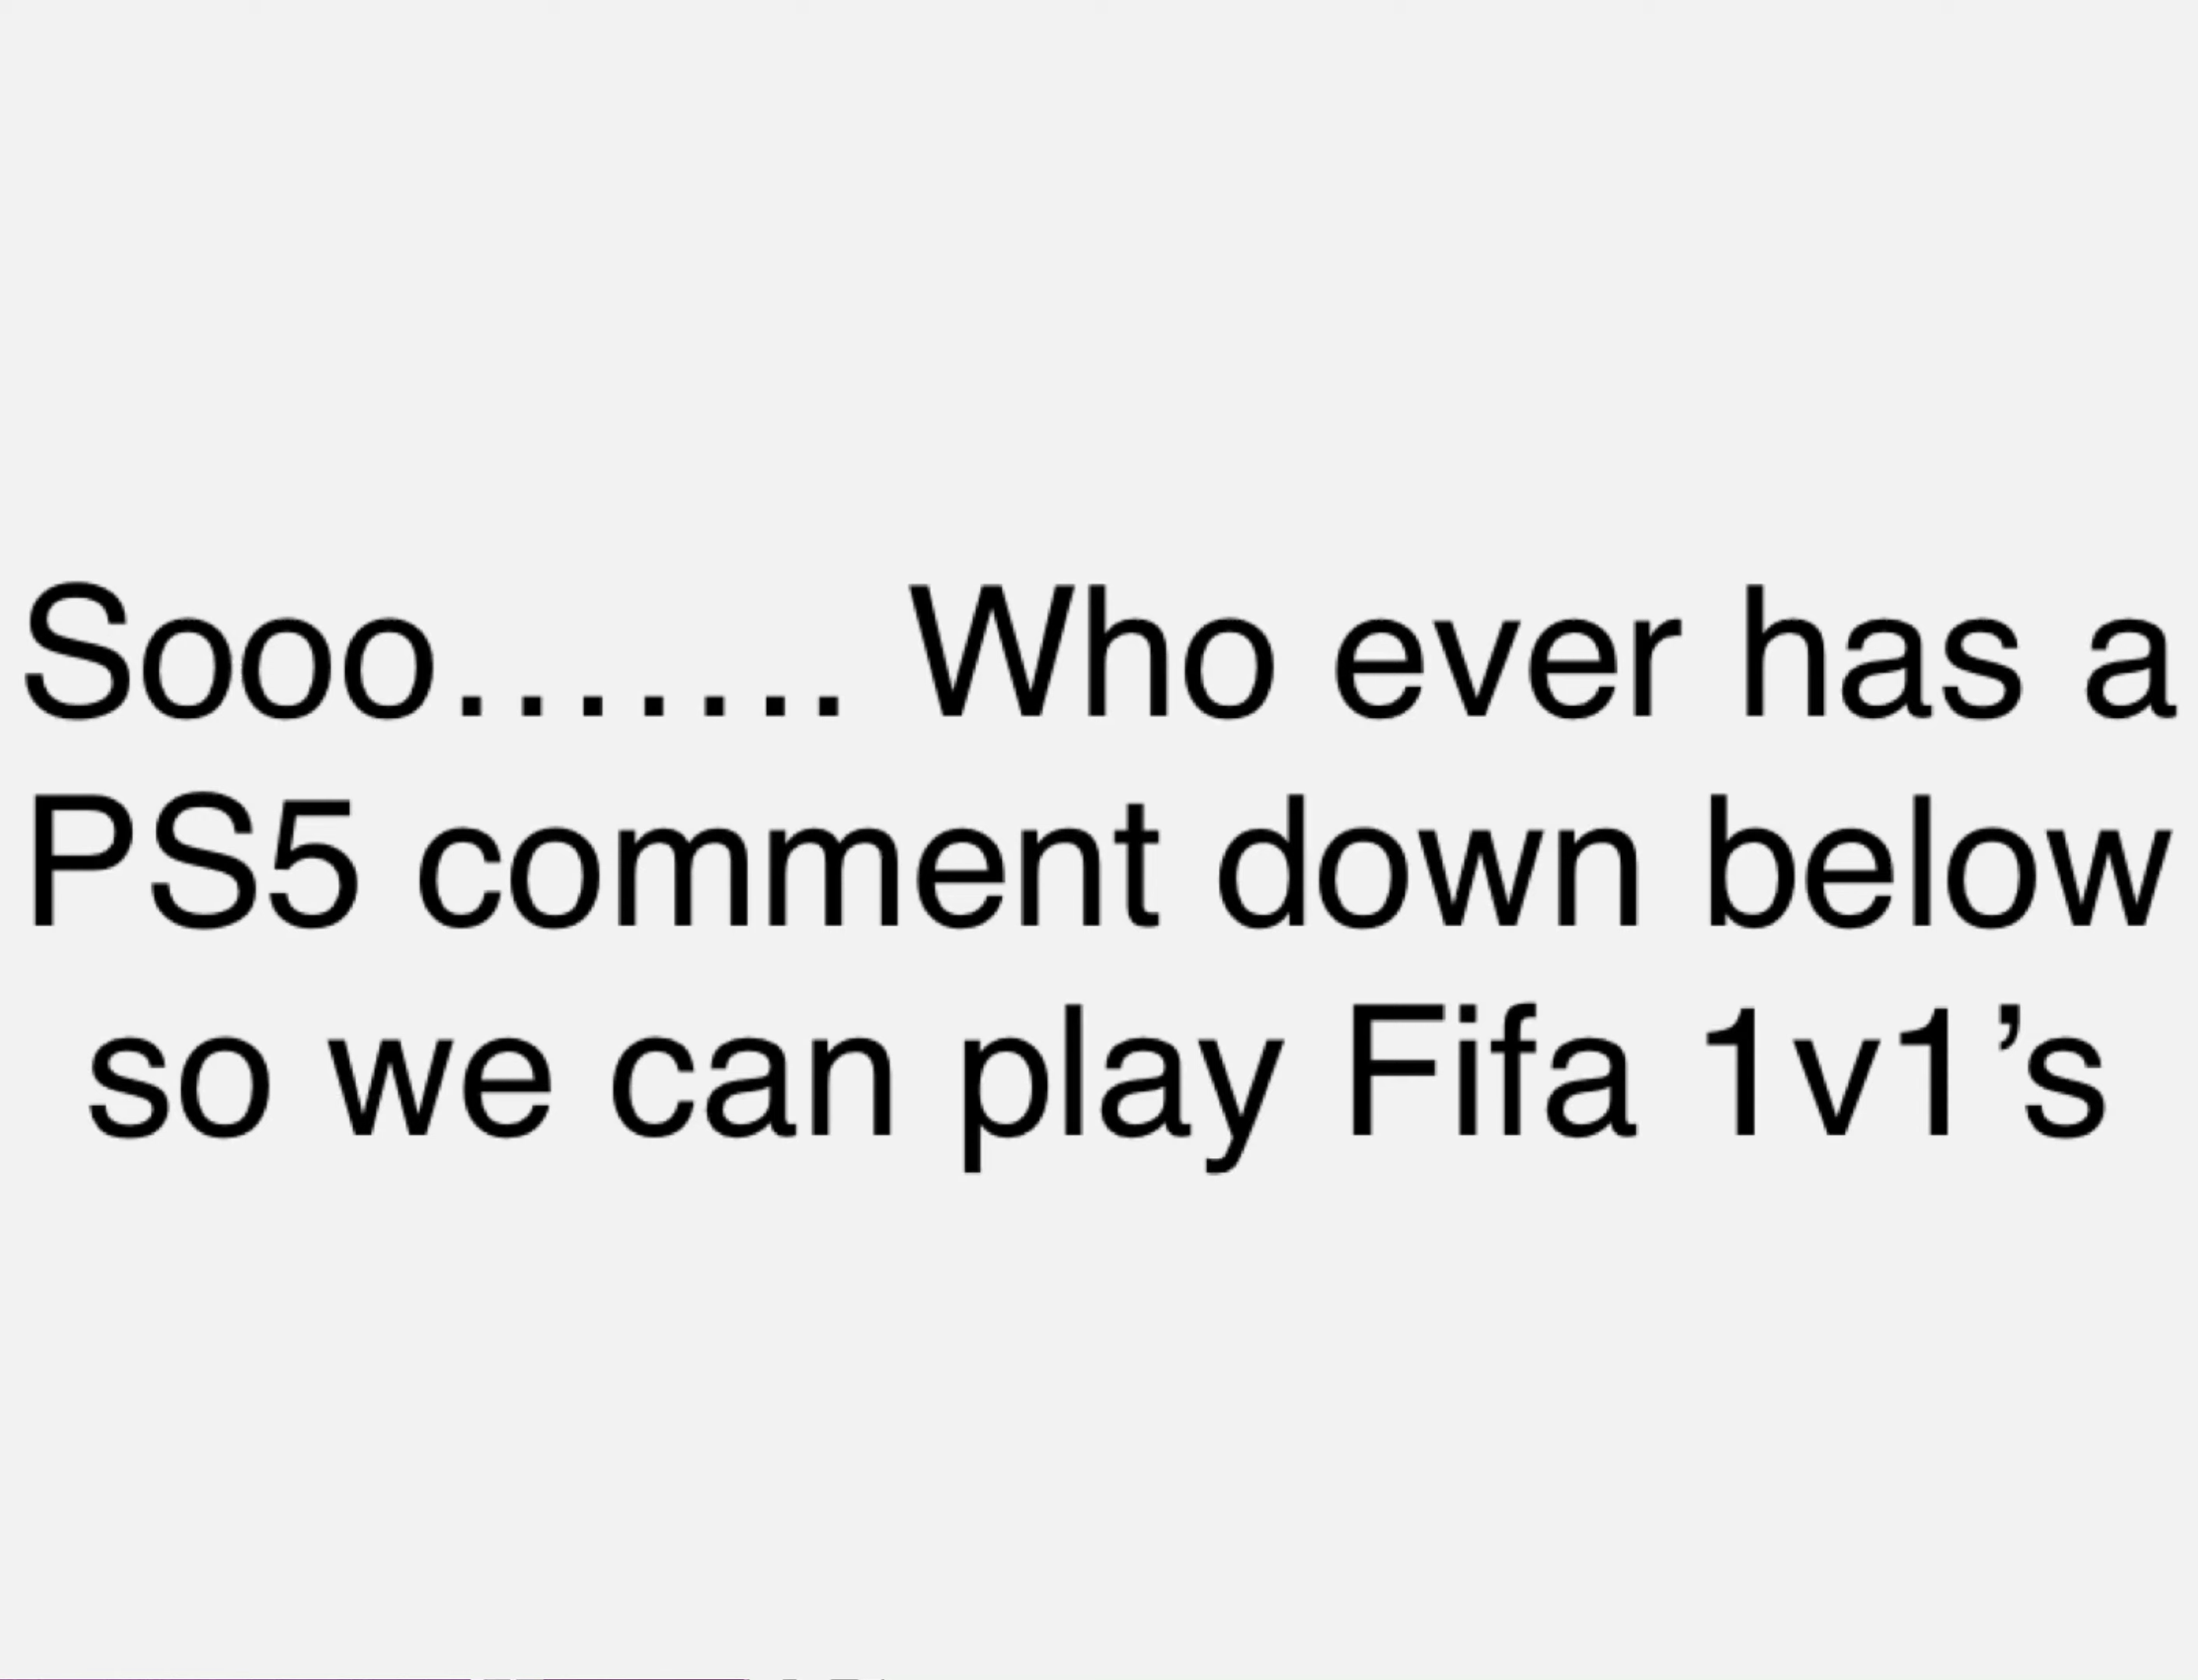 Sooo....... Who ever has a
PS5 comment down below
so we can play Fifa 1v1’s